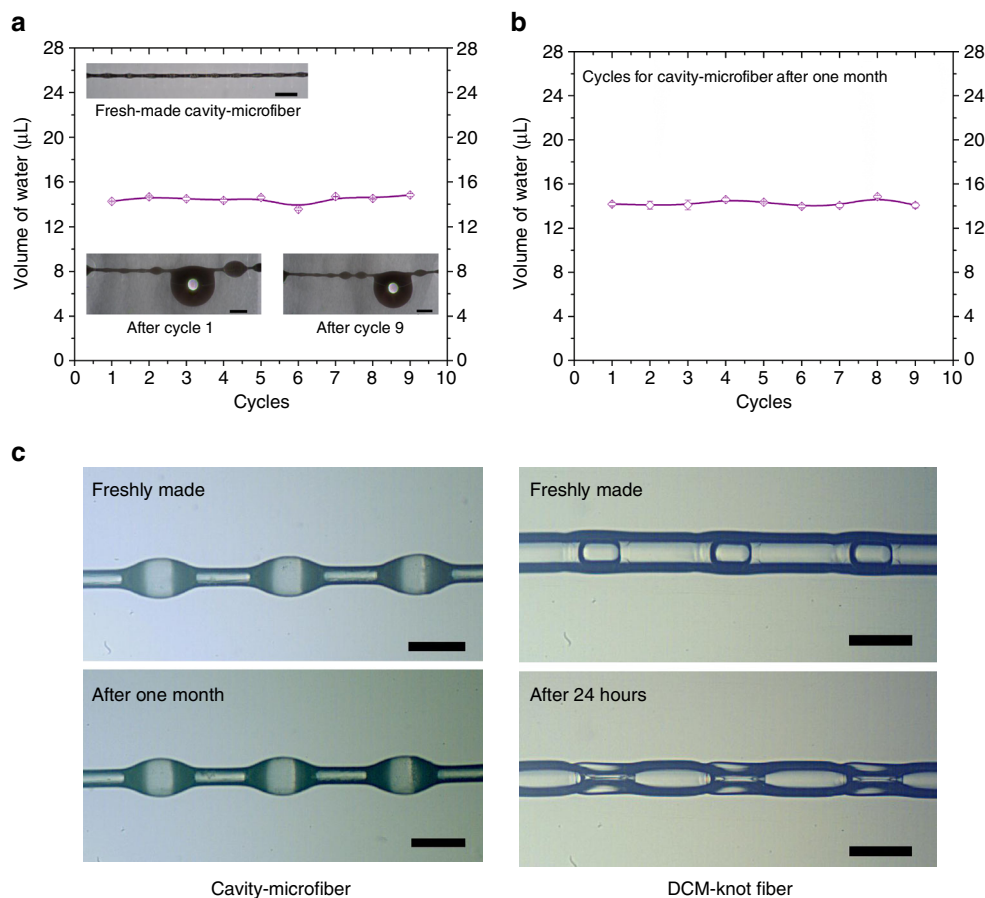 a
28
24
20
16
12
8
4
0
Volume of water (μL)
Fresh-made cavity-microfiber
After cycle 1
After cycle 9
28
24
20
16
12
8
4
0
0 1 2 3 4 5 6 7 8 9 10
Cycles
b
28
24
20
16
12
8
4
0
Volume of water (μL)
Cycles for cavity-microfiber after one month
28
24
20
16
12
8
4
0
0 1 2 3 4 5 6 7 8 9 10
Cycles
c
Freshly made
After one month
Cavity-microfiber
Freshly made
After 24 hours
DCM-knot fiber